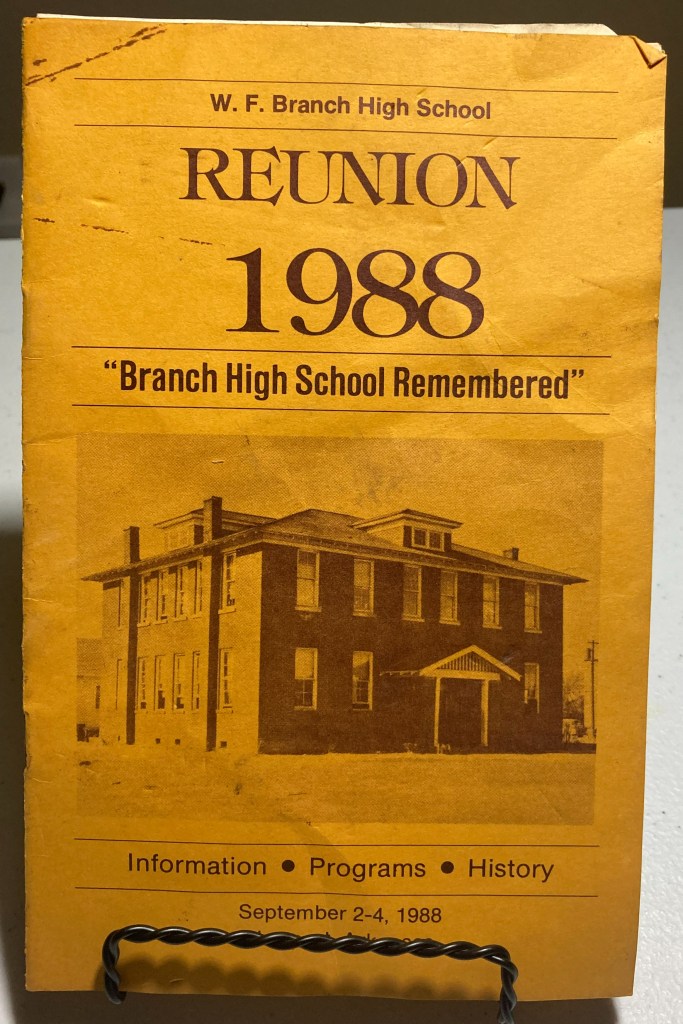 W. F. Branch High School
REUNION
1988
“Branch High School Remembered”
Information • Programs • History
September 2-4, 1988